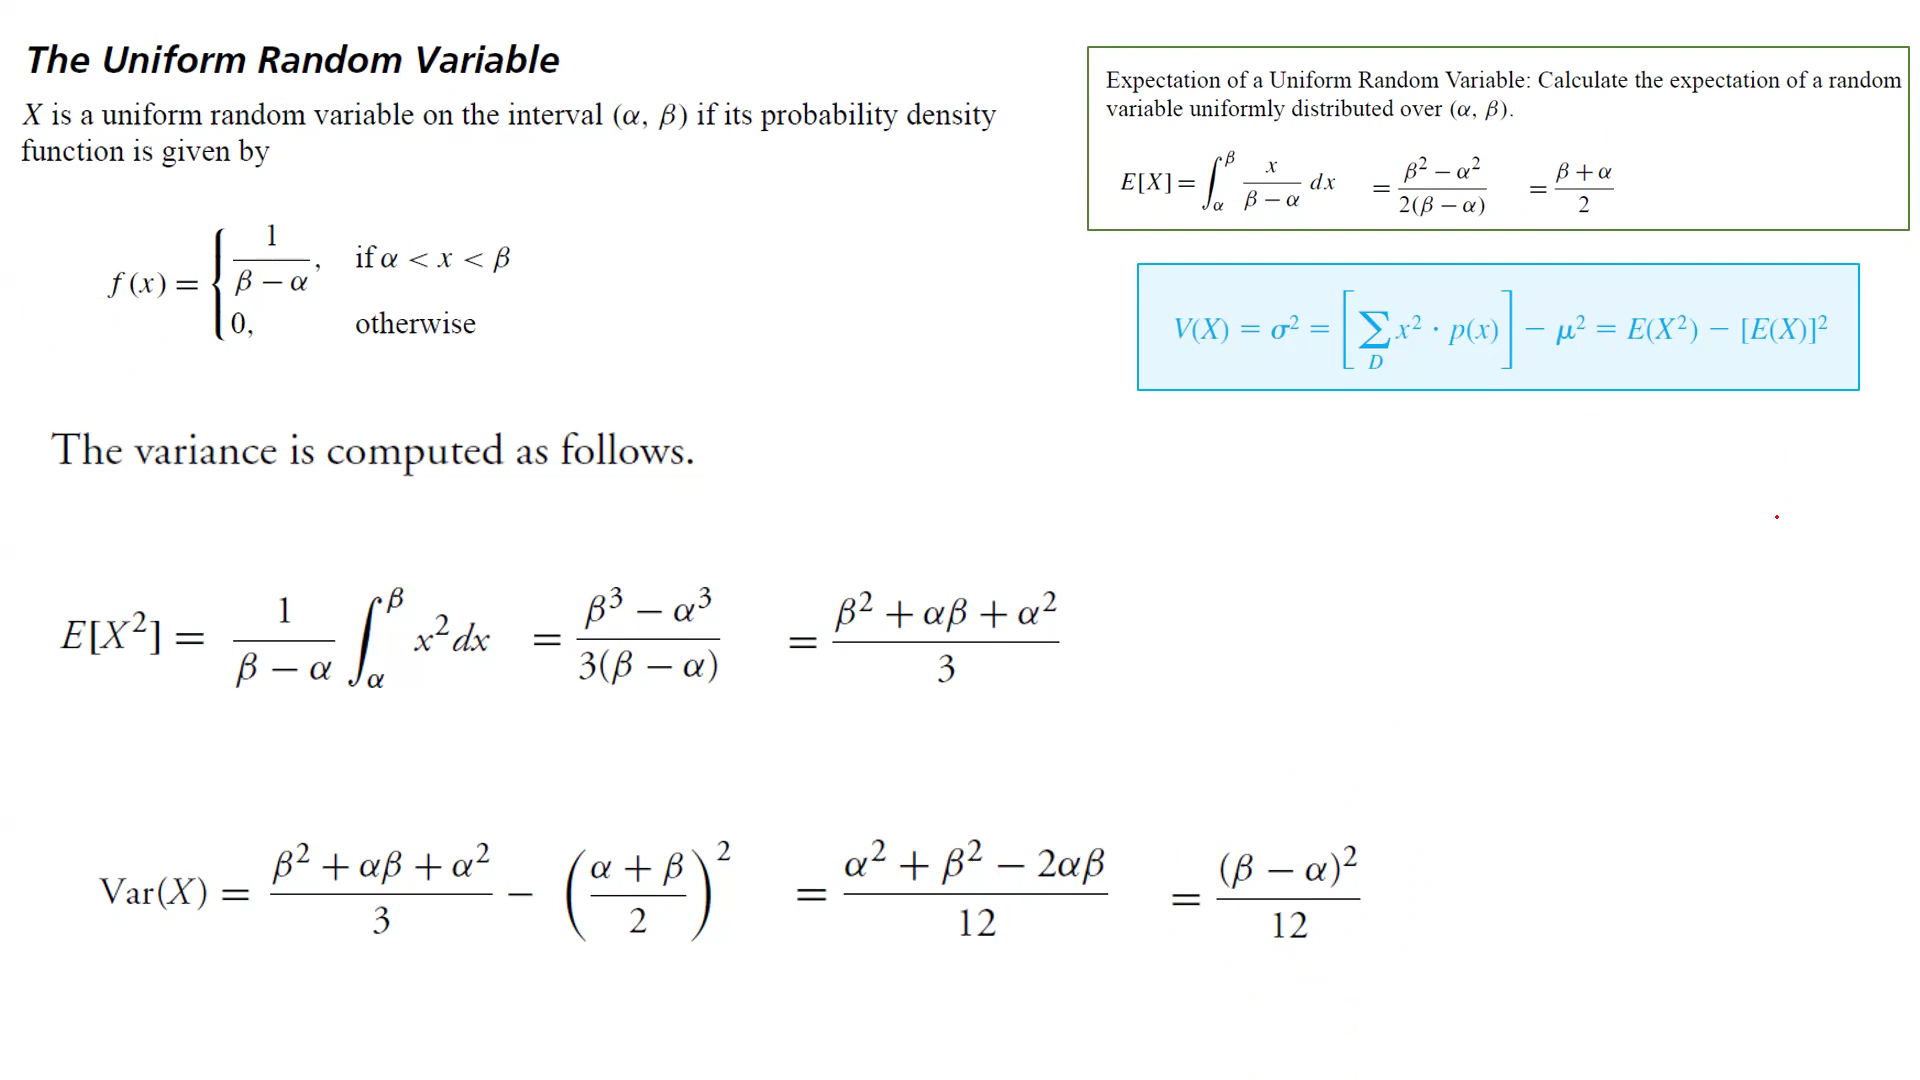 The Uniform Random Variable
X is a uniform random variable on the interval (α, β) if its probability density
function is given by
f(x) = { 1/(β − α), if α < x < β
0, otherwise
Expectation of a Uniform Random Variable: Calculate the expectation of a random
variable uniformly distributed over (α, β).
E[X] = ∫_α^β x/(β − α) dx = (β² − α²)/(2(β − α)) = (β + α)/2
V(X) = σ² = [∑_D x² · p(x)] − μ² = E(X²) − [E(X)]²
The variance is computed as follows.
E[X²] = 1/(β − α) ∫_α^β x² dx = (β³ − α³)/(3(β − α)) = (β² + αβ + α²)/3
Var(X) = (β² + αβ + α²)/3 − ((α + β)/2)² = (α² + β² − 2αβ)/12 = (β − α)²/12